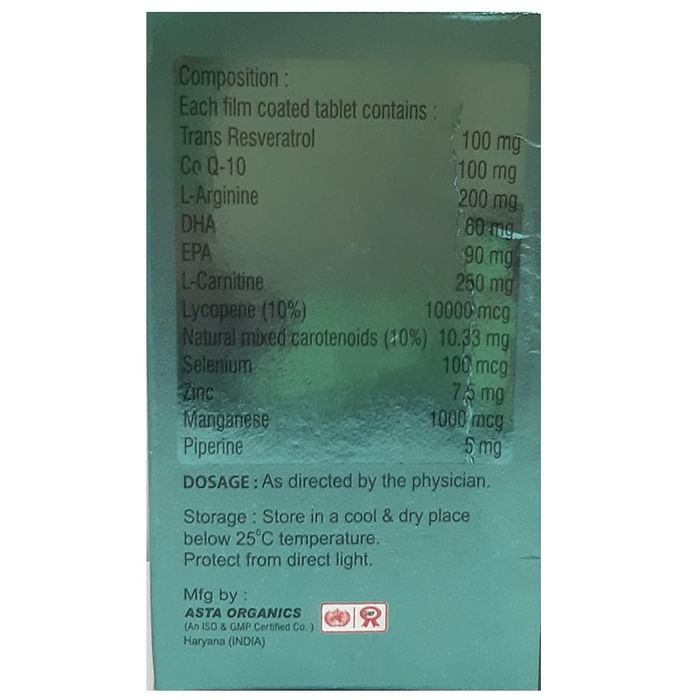 Composition :
Each film coated tablet contains :
Trans Resveratrol 100 mg
Co Q-10 100 mg
L-Arginine 200 mg
DHA 60 mg
EPA 90 mg
L-Carnitine 250 mg
Lycopene (10%) 10000 mcg
Natural mixed carotenoids (10%) 10.33 mg
Selenium 100 mcg
Zinc 7.5 mg
Manganese 1000 mcg
Piperine 5 mg
DOSAGE : As directed by the physician.
Storage : Store in a cool & dry place
below 25°C temperature.
Protect from direct light.
Mfg by :
ASTA ORGANICS
(An ISO & GMP Certified Co. )
Haryana (INDIA)